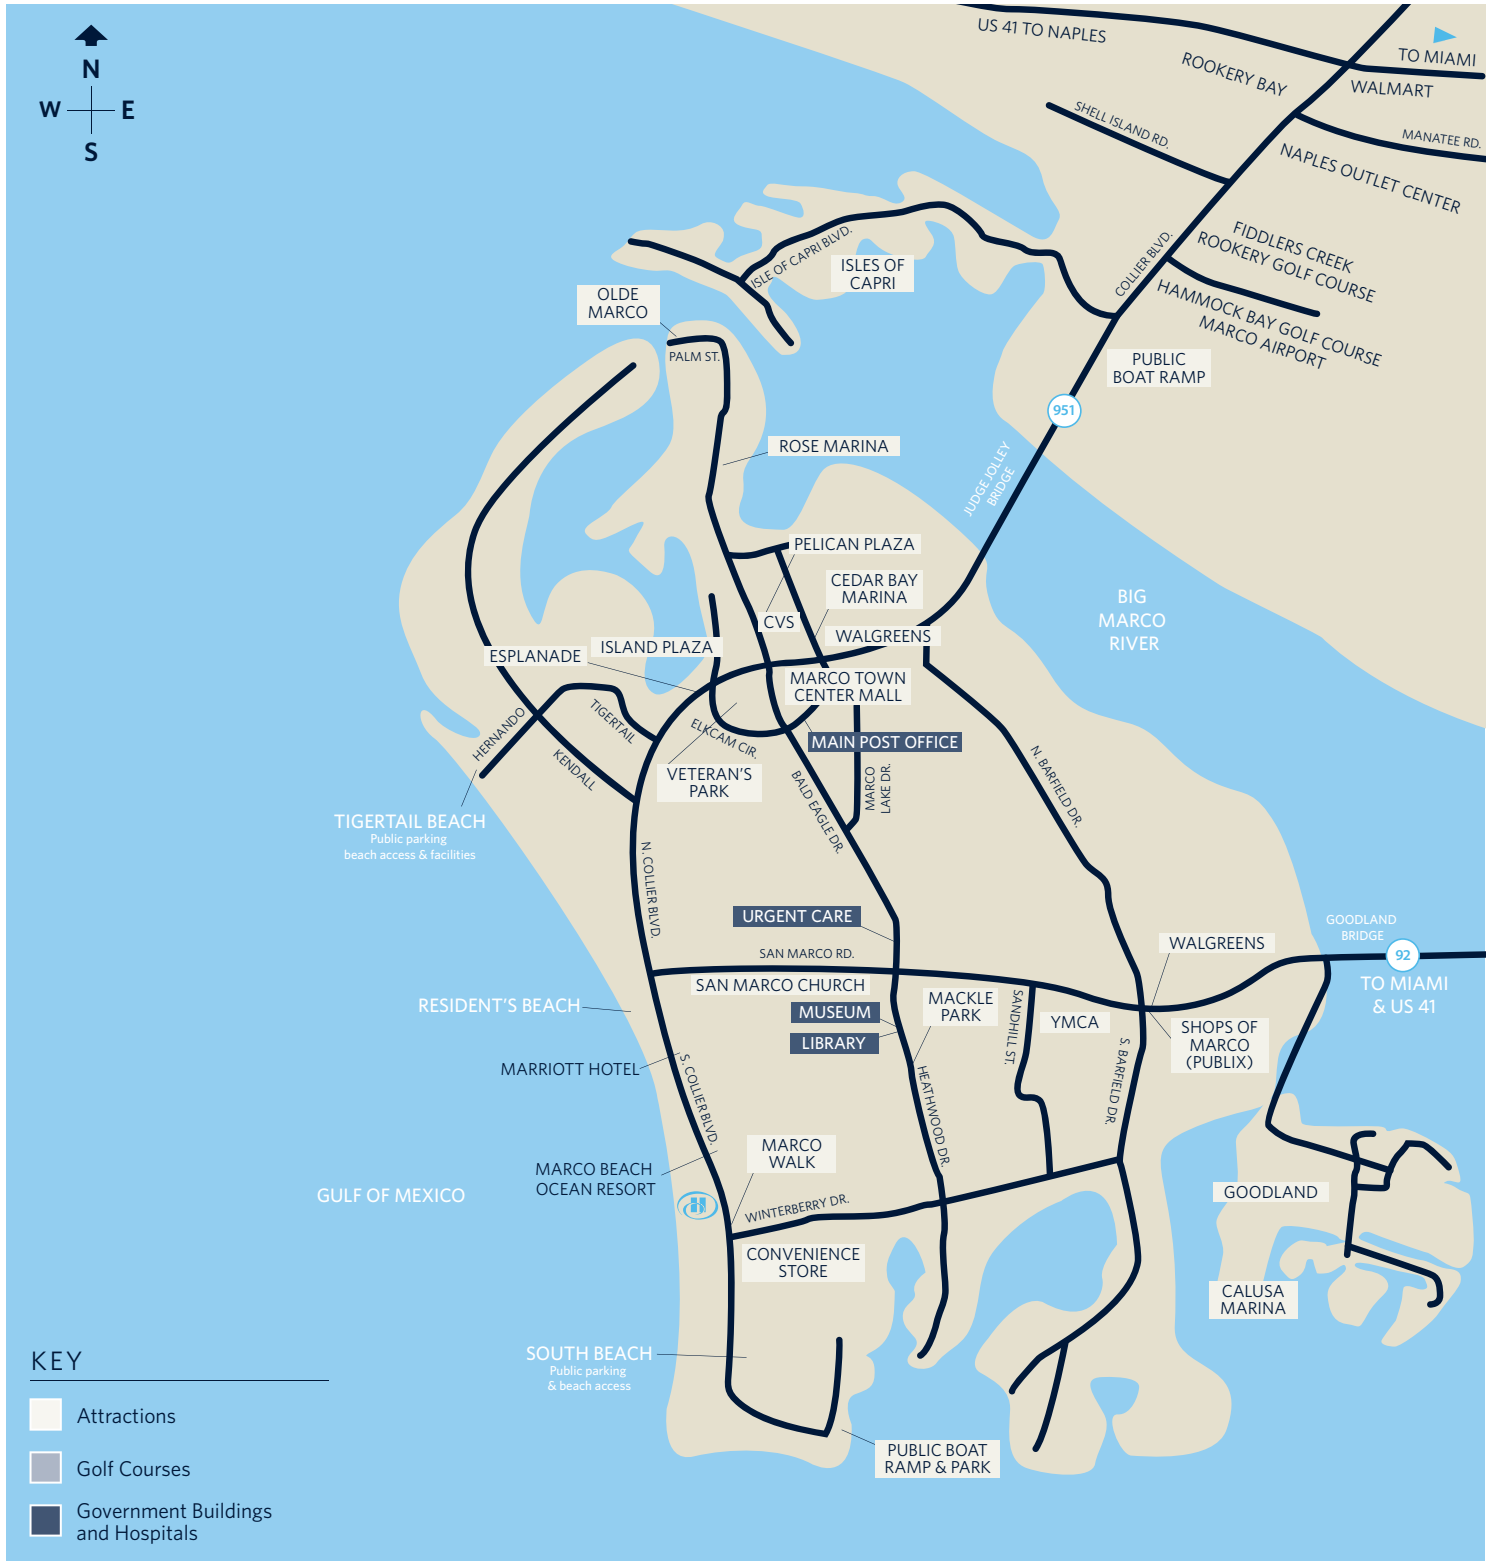 N
W
E
S
US 41 TO NAPLES
TO MIAMI
ROOKERY BAY
WALMART
SHELL ISLAND RD.
MANATEE RD.
NAPLES OUTLET CENTER
FIDDLERS CREEK
ROOKERY GOLF COURSE
COLLIER BLVD.
HAMMOCK BAY GOLF COURSE
MARCO AIRPORT
ISLE OF CAPRI BLVD.
ISLES OF
CAPRI
OLDE
MARCO
PALM ST.
PUBLIC
BOAT RAMP
951
ROSE MARINA
JUDGE JOLLEY
BRIDGE
PELICAN PLAZA
CEDAR BAY
MARINA
BIG
MARCO
RIVER
CVS
WALGREENS
ISLAND PLAZA
ESPLANADE
MARCO TOWN
CENTER MALL
HERNANDO
TIGERTAIL
ELKCAM CIR.
MAIN POST OFFICE
KENDALL
VETERAN'S
PARK
BALD EAGLE DR.
MARCO
LAKE DR.
N. BARFIELD DR.
TIGERTAIL BEACH
Public parking
beach access & facilities
N. COLLIER BLVD.
URGENT CARE
GOODLAND
BRIDGE
SAN MARCO RD.
WALGREENS
92
TO MIAMI
& US 41
SAN MARCO CHURCH
RESIDENT'S BEACH
MUSEUM
MACKLE
PARK
SANDHILL ST.
YMCA
SHOPS OF
MARCO
(PUBLIX)
LIBRARY
MARRIOTT HOTEL
S. COLLIER BLVD.
HEATHWOOD DR.
S. BARFIELD DR.
MARCO
WALK
MARCO BEACH
OCEAN RESORT
GULF OF MEXICO
H
WINTERBERRY DR.
GOODLAND
CONVENIENCE
STORE
CALUSA
MARINA
SOUTH BEACH
Public parking
& beach access
PUBLIC BOAT
RAMP & PARK
KEY
Attractions
Golf Courses
Government Buildings
and Hospitals